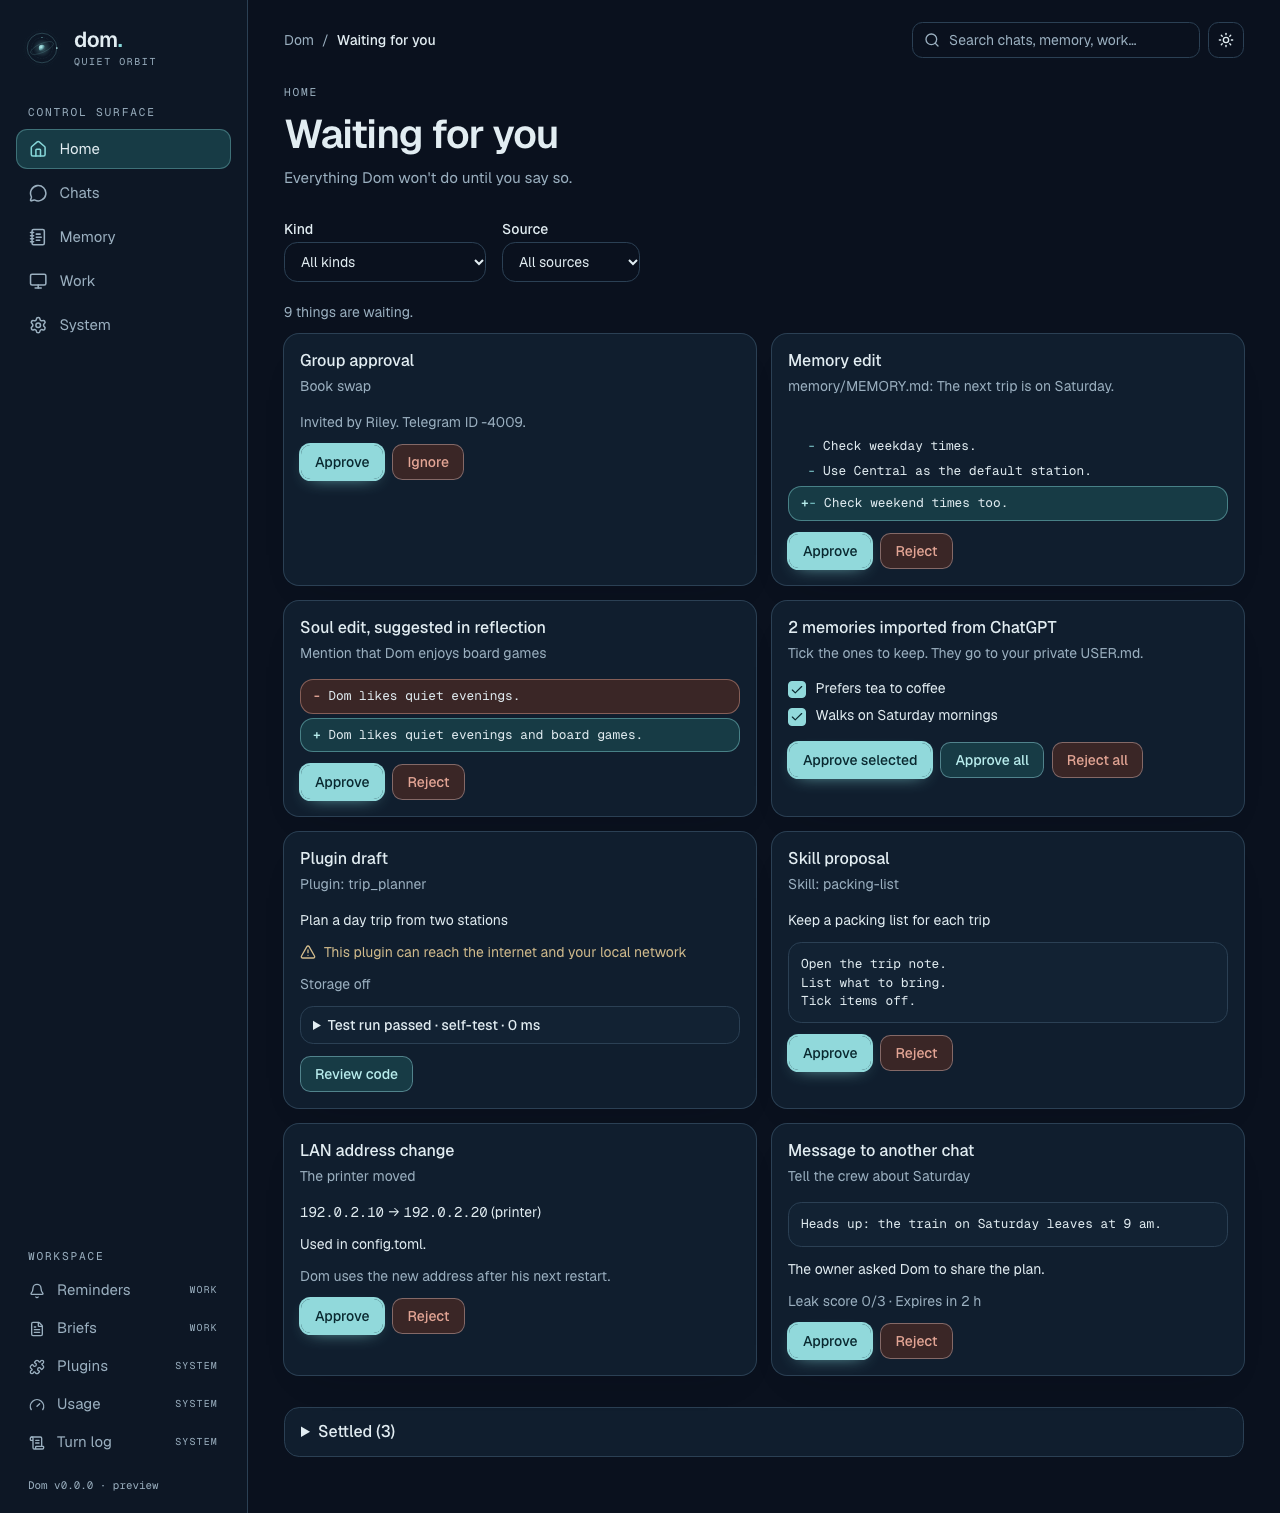 dom.
QUIET ORBIT
CONTROL SURFACE
Home
Chats
Memory
Work
System
WORKSPACE
Reminders WORK
Briefs WORK
Plugins SYSTEM
Usage SYSTEM
Turn log SYSTEM
Dom v0.0.0 · preview
Dom / Waiting for you
Search chats, memory, work…
HOME
Waiting for you
Everything Dom won't do until you say so.
Kind
All kinds
Source
All sources
9 things are waiting.
Group approval
Book swap
Invited by Riley. Telegram ID -4009.
Approve Ignore
Memory edit
memory/MEMORY.md: The next trip is on Saturday.
- Check weekday times.
- Use Central as the default station.
+- Check weekend times too.
Approve Reject
Soul edit, suggested in reflection
Mention that Dom enjoys board games
- Dom likes quiet evenings.
+ Dom likes quiet evenings and board games.
Approve Reject
2 memories imported from ChatGPT
Tick the ones to keep. They go to your private USER.md.
Prefers tea to coffee
Walks on Saturday mornings
Approve selected Approve all Reject all
Plugin draft
Plugin: trip_planner
Plan a day trip from two stations
This plugin can reach the internet and your local network
Storage off
Test run passed · self-test · 0 ms
Review code
Skill proposal
Skill: packing-list
Keep a packing list for each trip
Open the trip note.
List what to bring.
Tick items off.
Approve Reject
LAN address change
The printer moved
192.0.2.10 → 192.0.2.20 (printer)
Used in config.toml.
Dom uses the new address after his next restart.
Approve Reject
Message to another chat
Tell the crew about Saturday
Heads up: the train on Saturday leaves at 9 am.
The owner asked Dom to share the plan.
Leak score 0/3 · Expires in 2 h
Approve Reject
Settled (3)